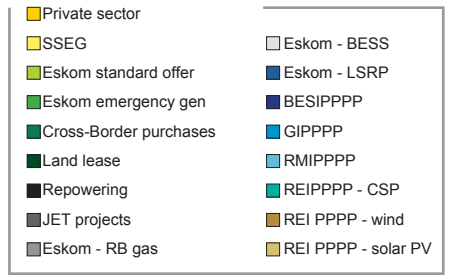 Private sector
SSEG
Eskom standard offer
Eskom emergency gen
Cross-Border purchases
Land lease
Repowering
JET projects
Eskom - RB gas
Eskom - BESS
Eskom - LSRP
BESIPPPP
GIPPPP
RMIPPPP
REIPPPP - CSP
REI PPPP - wind
REI PPPP - solar PV